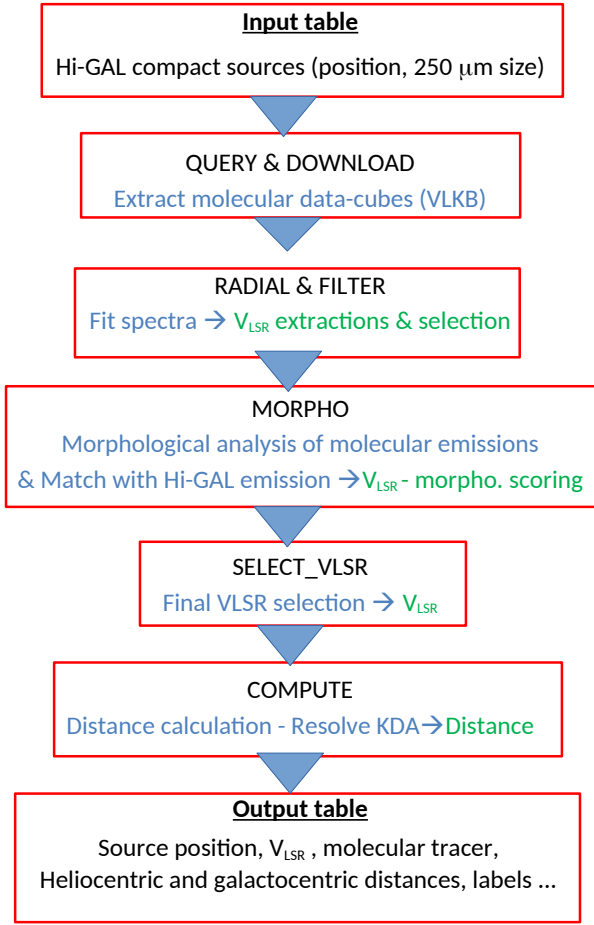 Input table
Hi-GAL compact sources (position, 250 μm size)
QUERY & DOWNLOAD
Extract molecular data-cubes (VLKB)
RADIAL & FILTER
Fit spectra → VLSR extractions & selection
MORPHO
Morphological analysis of molecular emissions
& Match with Hi-GAL emission →VLSR - morpho. scoring
SELECT_VLSR
Final VLSR selection → VLSR
COMPUTE
Distance calculation - Resolve KDA→Distance
Output table
Source position, VLSR , molecular tracer,
Heliocentric and galactocentric distances, labels ...